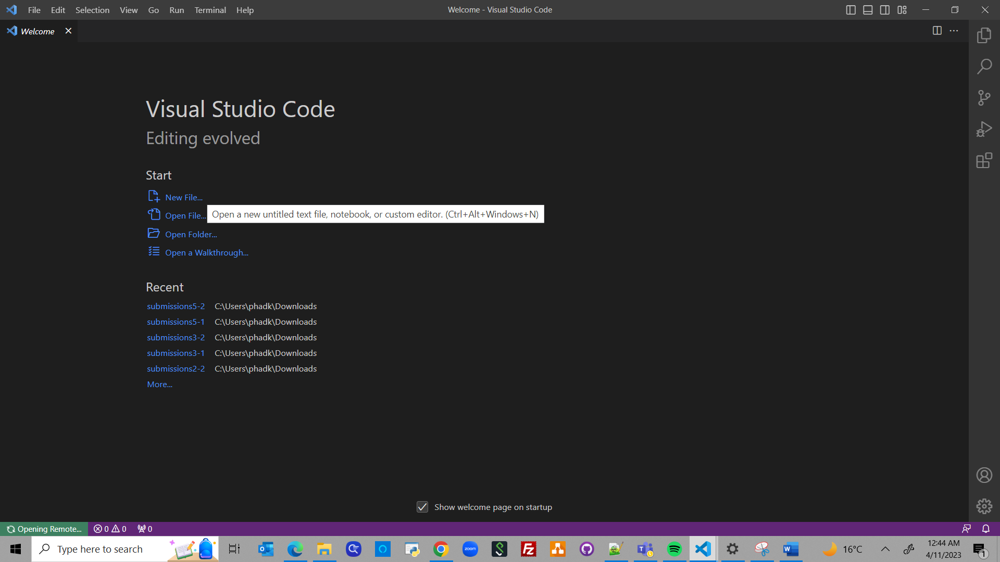 File Edit Selection View Go Run Terminal Help
Welcome - Visual Studio Code
Welcome
Visual Studio Code
Editing evolved
Start
New File...
Open File...
Open a new untitled text file, notebook, or custom editor. (Ctrl+Alt+Windows+N)
Open Folder...
Open a Walkthrough...
Recent
submissions5-2 C:\Users\phadk\Downloads
submissions5-1 C:\Users\phadk\Downloads
submissions3-2 C:\Users\phadk\Downloads
submissions3-1 C:\Users\phadk\Downloads
submissions2-2 C:\Users\phadk\Downloads
More...
Show welcome page on startup
Opening Remote... 0 0 0
Type here to search
zoom
16°C
12:44 AM
4/11/2023
1